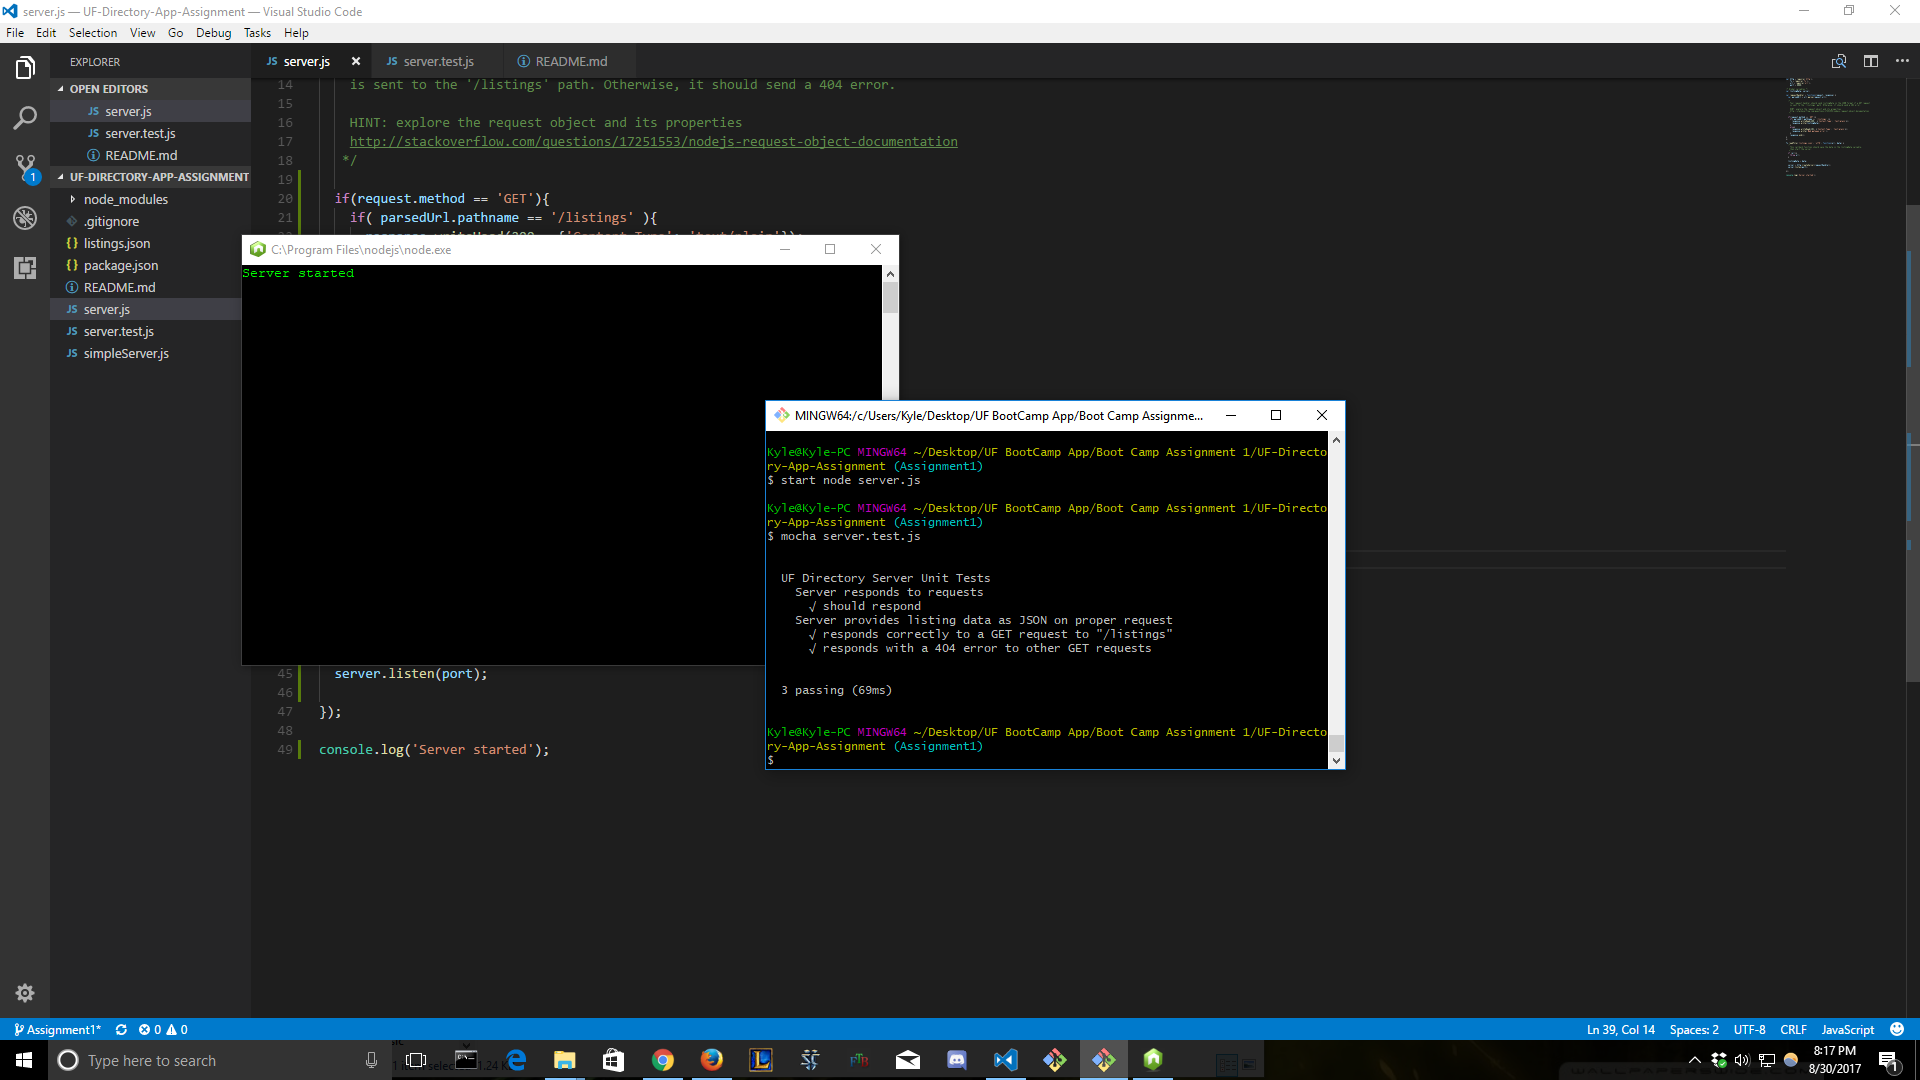 server.js — UF-Directory-App-Assignment — Visual Studio Code
File Edit Selection View Go Debug Tasks Help
EXPLORER
OPEN EDITORS
JS server.js
JS server.test.js
README.md
UF-DIRECTORY-APP-ASSIGNMENT
node_modules
.gitignore
{} listings.json
{} package.json
README.md
JS server.js
JS server.test.js
JS simpleServer.js
1
JS server.js
JS server.test.js
README.md
14 is sent to the '/listings' path. Otherwise, it should send a 404 error.
15
16 HINT: explore the request object and its properties
17 http://stackoverflow.com/questions/17251553/nodejs-request-object-documentation
18 */
19
20 if(request.method == 'GET'){
21 if( parsedUrl.pathname == '/listings' ){
C:\Program Files\nodejs\node.exe
Server started
MINGW64:/c/Users/Kyle/Desktop/UF BootCamp App/Boot Camp Assignme...
Kyle@Kyle-PC MINGW64 ~/Desktop/UF BootCamp App/Boot Camp Assignment 1/UF-Directo
ry-App-Assignment (Assignment1)
$ start node server.js
Kyle@Kyle-PC MINGW64 ~/Desktop/UF BootCamp App/Boot Camp Assignment 1/UF-Directo
ry-App-Assignment (Assignment1)
$ mocha server.test.js
UF Directory Server Unit Tests
Server responds to requests
√ should respond
Server provides listing data as JSON on proper request
√ responds correctly to a GET request to "/listings"
√ responds with a 404 error to other GET requests
3 passing (69ms)
Kyle@Kyle-PC MINGW64 ~/Desktop/UF BootCamp App/Boot Camp Assignment 1/UF-Directo
ry-App-Assignment (Assignment1)
$
45 server.listen(port);
46
47 });
48
49 console.log('Server started');
Assignment1* 0 0
Ln 39, Col 14 Spaces: 2 UTF-8 CRLF JavaScript
Type here to search
8:17 PM
8/30/2017
1